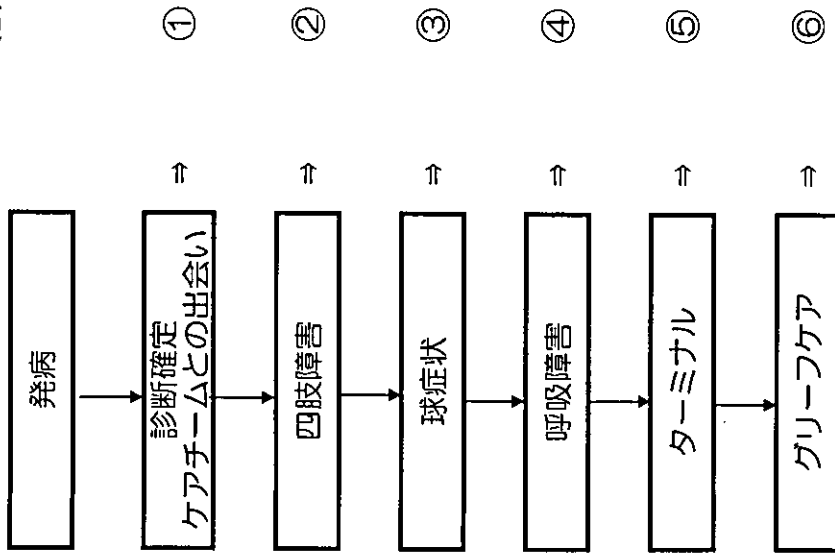 発病
診断確定
ケアチームとの出会い
⇒
①
四肢障害
⇒
②
球症状
⇒
③
呼吸障害
⇒
④
ターミナル
⇒
⑤
グリーフケア
⇒
⑥